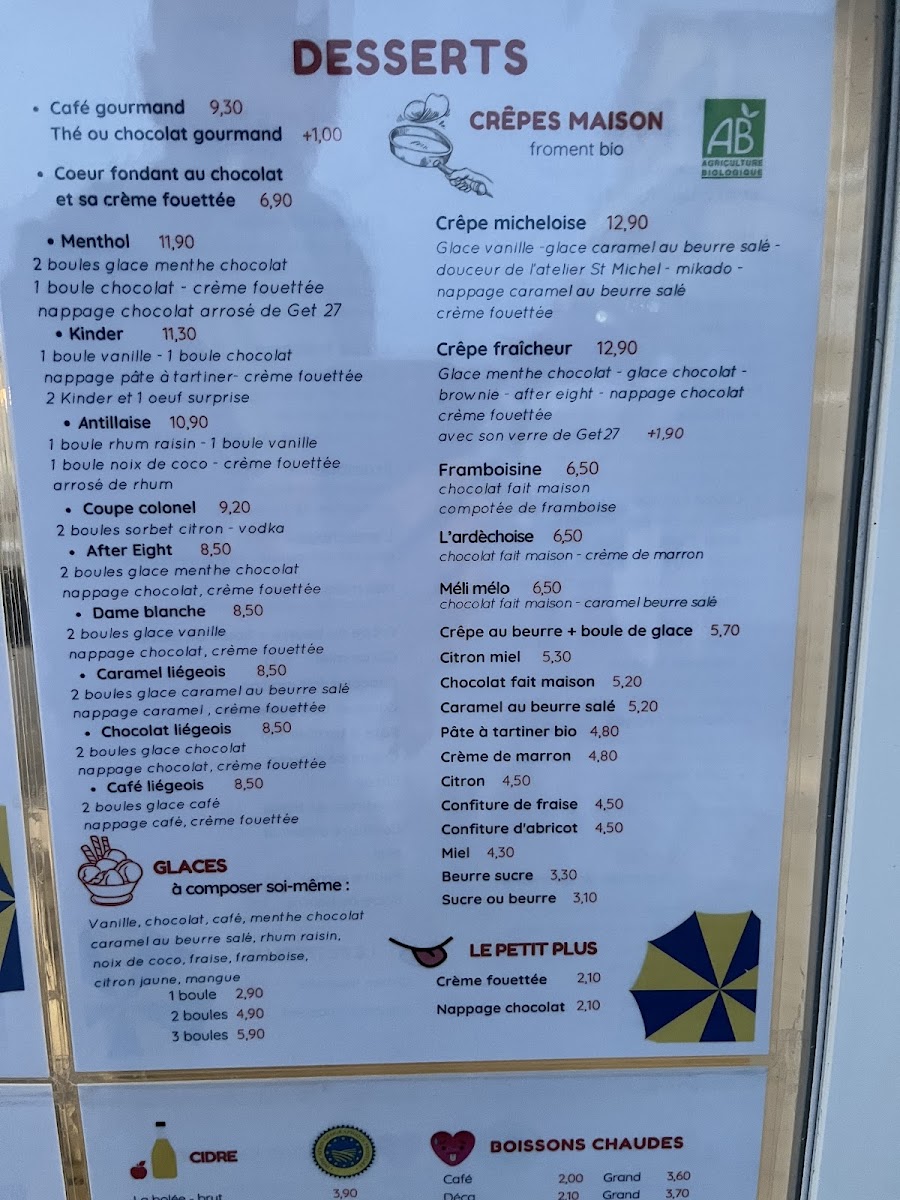 DESSERTS
• Café gourmand 9,30
Thé ou chocolat gourmand +1,00
• Coeur fondant au chocolat
et sa crème fouettée 6,90
• Menthol 11,90
2 boules glace menthe chocolat
1 boule chocolat - crème fouettée
nappage chocolat arrosé de Get 27
• Kinder 11,30
1 boule vanille - 1 boule chocolat
nappage pâte à tartiner- crème fouettée
2 Kinder et 1 oeuf surprise
• Antillaise 10,90
1 boule rhum raisin - 1 boule vanille
1 boule noix de coco - crème fouettée
arrosé de rhum
• Coupe colonel 9,20
2 boules sorbet citron - vodka
• After Eight 8,50
2 boules glace menthe chocolat
nappage chocolat, crème fouettée
• Dame blanche 8,50
2 boules glace vanille
nappage chocolat, crème fouettée
• Caramel liégeois 8,50
2 boules glace caramel au beurre salé
nappage caramel , crème fouettée
• Chocolat liégeois 8,50
2 boules glace chocolat
nappage chocolat, crème fouettée
• Café liégeois 8,50
2 boules glace café
nappage café, crème fouettée
GLACES
à composer soi-même :
Vanille, chocolat, café, menthe chocolat
caramel au beurre salé, rhum raisin,
noix de coco, fraise, framboise,
citron jaune, mangue
1 boule 2,90
2 boules 4,90
3 boules 5,90
CRÊPES MAISON
froment bio
AB
AGRICULTURE
BIOLOGIQUE
Crêpe micheloise 12,90
Glace vanille -glace caramel au beurre salé -
douceur de l'atelier St Michel - mikado -
nappage caramel au beurre salé
crème fouettée
Crêpe fraîcheur 12,90
Glace menthe chocolat - glace chocolat -
brownie - after eight - nappage chocolat
crème fouettée
avec son verre de Get27 +1,90
Framboisine 6,50
chocolat fait maison
compotée de framboise
L'ardèchoise 6,50
chocolat fait maison - crème de marron
Méli mélo 6,50
chocolat fait maison - caramel beurre salé
Crêpe au beurre + boule de glace 5,70
Citron miel 5,30
Chocolat fait maison 5,20
Caramel au beurre salé 5,20
Pâte à tartiner bio 4,80
Crème de marron 4,80
Citron 4,50
Confiture de fraise 4,50
Confiture d'abricot 4,50
Miel 4,30
Beurre sucre 3,30
Sucre ou beurre 3,10
LE PETIT PLUS
Crème fouettée 2,10
Nappage chocolat 2,10
CIDRE
La bolée - brut 3,90
BOISSONS CHAUDES
Café 2,00 Grand 3,60
Déca 2,10 Grand 3,70